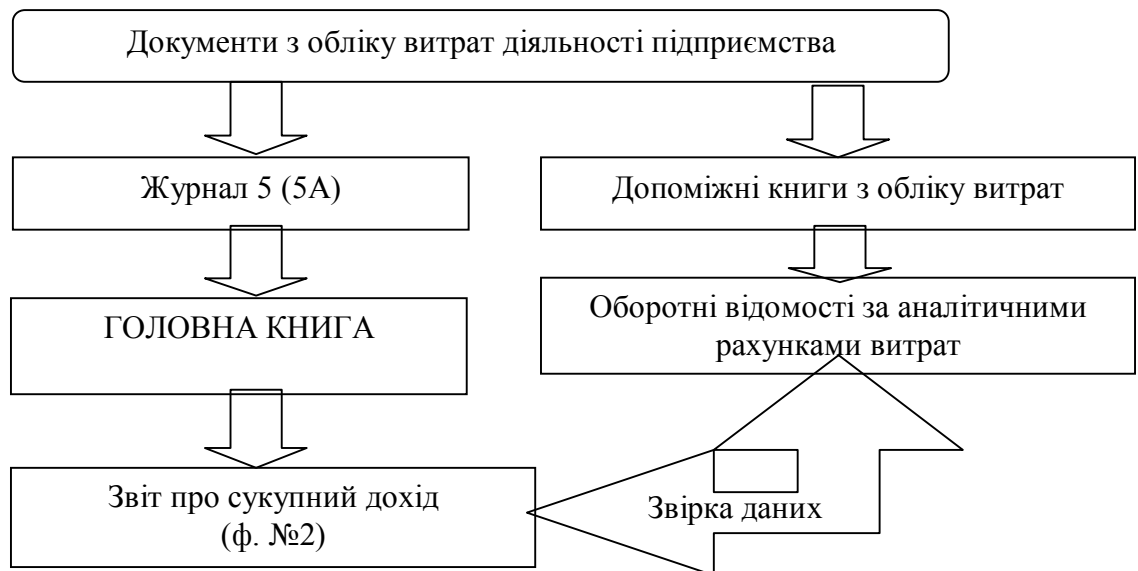 Документи з обліку витрат діяльності підприємства
Журнал 5 (5А)
Допоміжні книги з обліку витрат
ГОЛОВНА КНИГА
Оборотні відомості за аналітичними
рахунками витрат
Звіт про сукупний дохід
(ф. №2)
Звірка даних